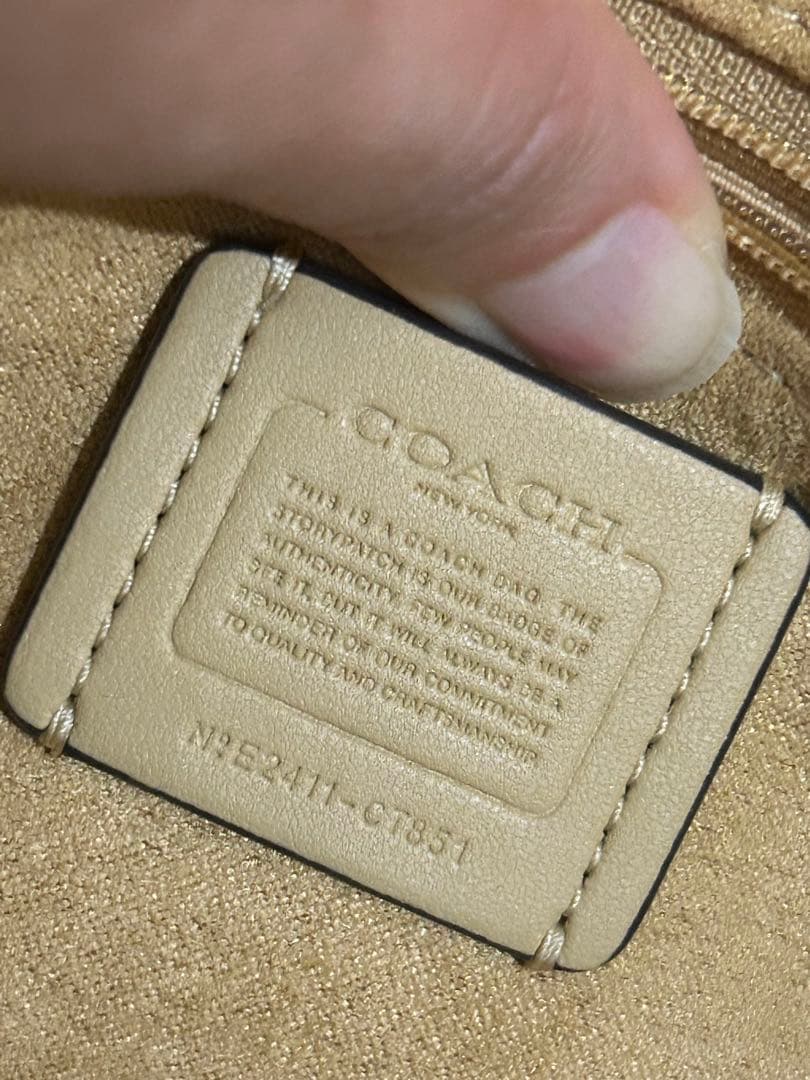 COACH
NEW YORK
THIS IS A COACH BAG. THE
STORYPATCH IS OUR BADGE OF
AUTHENTICITY. FEW PEOPLE MAY
SEE IT, BUT IT WILL ALWAYS BE A
REMINDER OF OUR COMMITMENT
TO QUALITY AND CRAFTSMANSHIP.
Nº E2411-CT851